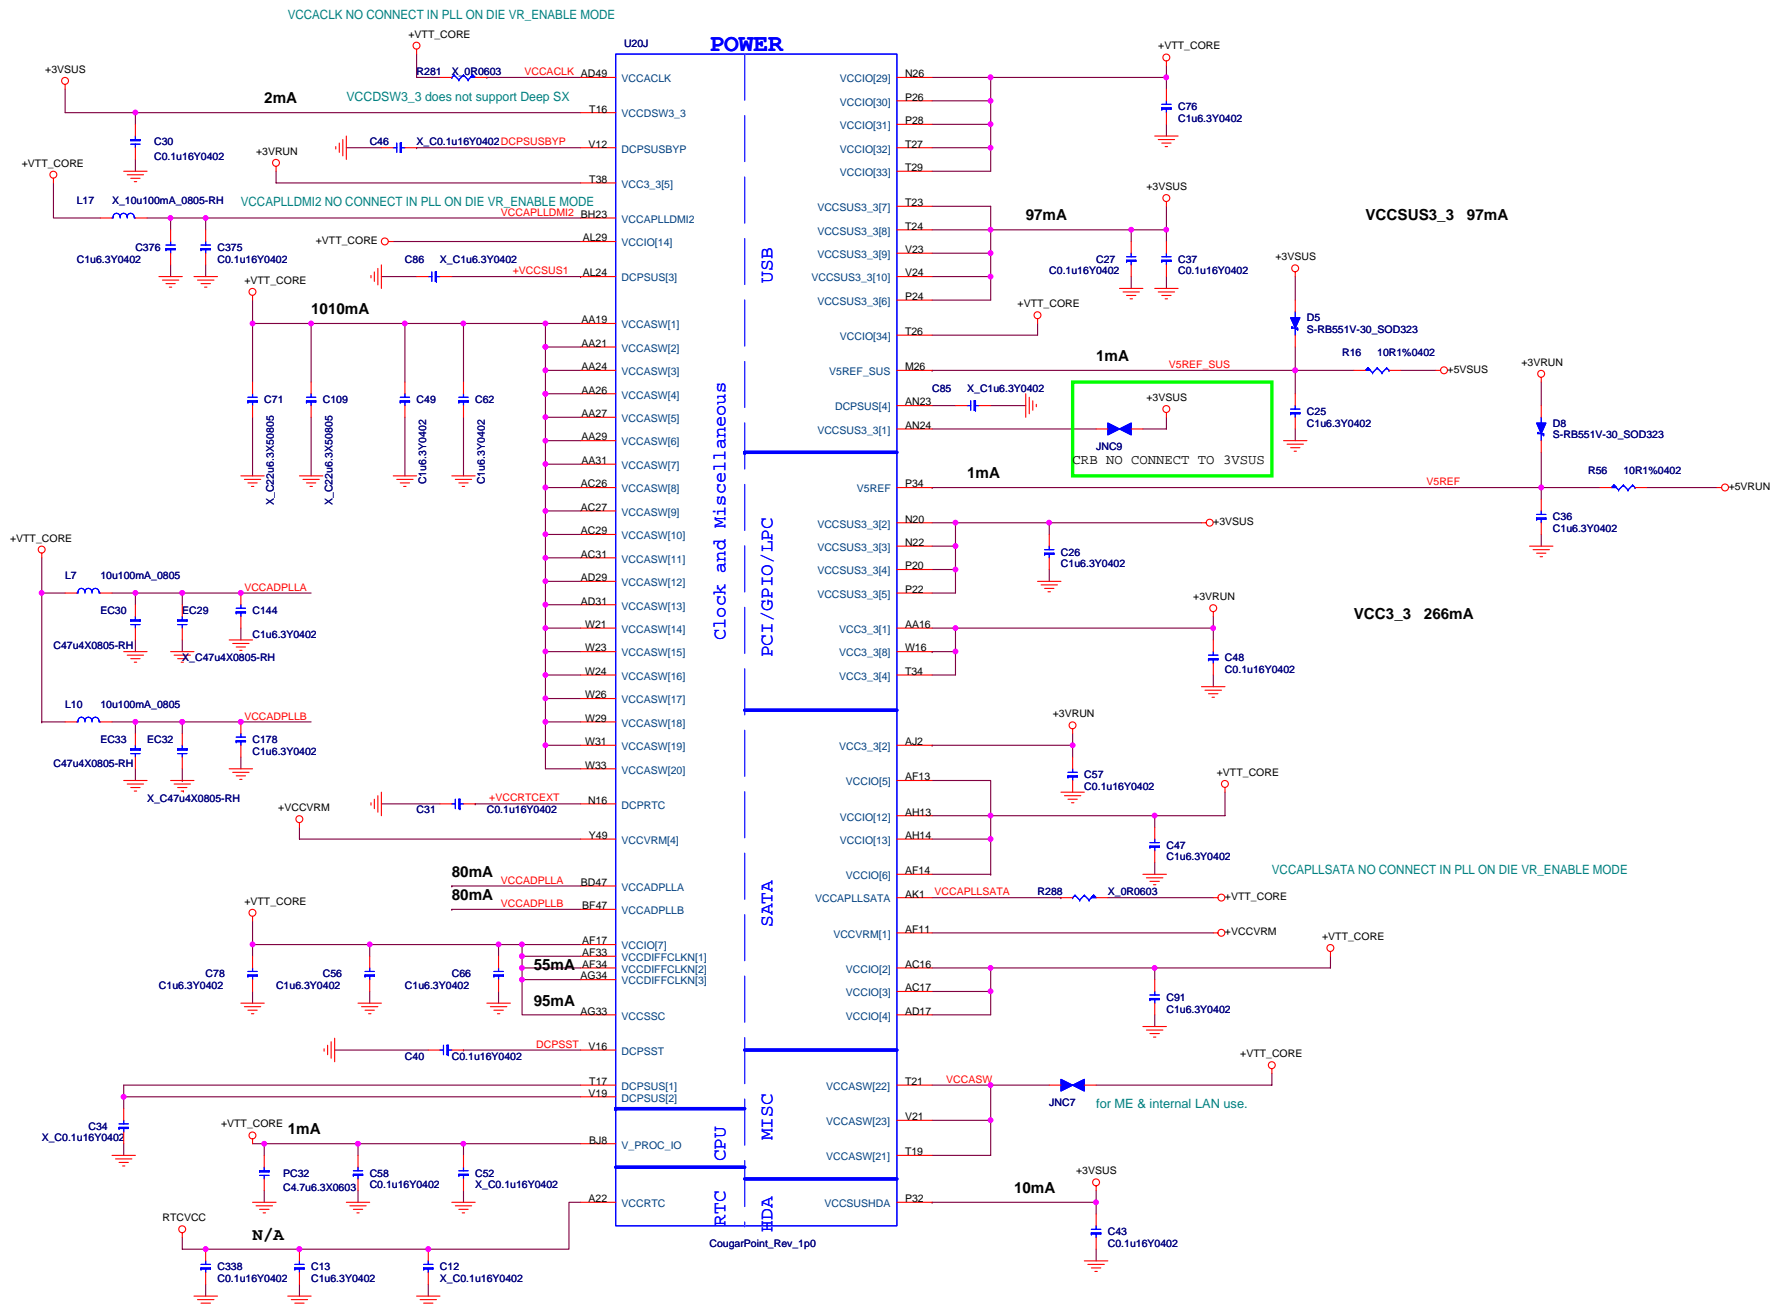 VCCACLK NO CONNECT IN PLL ON DIE VR_ENABLE MODE
+VTT_CORE
U20J
POWER
R281 X_0R0603 VCCACLK AD49 VCCACLK
+3VSUS
2mA
VCCDSW3_3 does not support Deep SX
T16 VCCDSW3_3
C30
C0.1u16Y0402
C46 X_C0.1u16Y0402 DCPSUSBYP V12 DCPSUSBYP
+3VRUN
T38 VCC3_3[5]
+VTT_CORE
L17 X_10u100mA_0805-RH
VCCAPLLDMI2 NO CONNECT IN PLL ON DIE VR_ENABLE MODE
VCCAPLLDMI2 BH23 VCCAPLLDMI2
C376
C1u6.3Y0402
C375
C0.1u16Y0402
+VTT_CORE AL29 VCCIO[14]
C86 X_C1u6.3Y0402
+VCCSUS1 AL24 DCPSUS[3]
+VTT_CORE
1010mA
AA19 VCCASW[1]
AA21 VCCASW[2]
AA24 VCCASW[3]
AA26 VCCASW[4]
AA27 VCCASW[5]
AA29 VCCASW[6]
AA31 VCCASW[7]
AC26 VCCASW[8]
AC27 VCCASW[9]
AC29 VCCASW[10]
AC31 VCCASW[11]
AD29 VCCASW[12]
AD31 VCCASW[13]
W21 VCCASW[14]
W23 VCCASW[15]
W24 VCCASW[16]
W26 VCCASW[17]
W29 VCCASW[18]
W31 VCCASW[19]
W33 VCCASW[20]
C71
X_C22u6.3X50805
C109
X_C22u6.3X50805
C49
C1u6.3Y0402
C62
C1u6.3Y0402
+VTT_CORE
L7 10u100mA_0805
VCCADPLLA
EC30
C47u4X0805-RH
EC29
X_C47u4X0805-RH
C144
C1u6.3Y0402
L10 10u100mA_0805
VCCADPLLB
EC33
C47u4X0805-RH
EC32
X_C47u4X0805-RH
C178
C1u6.3Y0402
C31 +VCCRTCEXT
C0.1u16Y0402
N16 DCPRTC
+VCCVRM
Y49 VCCVRM[4]
80mA
VCCADPLLA BD47 VCCADPLLA
80mA
VCCADPLLB BF47 VCCADPLLB
+VTT_CORE
AF17 VCCIO[7]
AF33 VCCDIFFCLKN[1]
55mA AF34 VCCDIFFCLKN[2]
AG34 VCCDIFFCLKN[3]
C78
C1u6.3Y0402
C56
C1u6.3Y0402
C66
C1u6.3Y0402
95mA
AG33 VCCSSC
C40 C0.1u16Y0402
DCPSST V16 DCPSST
T17 DCPSUS[1]
V19 DCPSUS[2]
C34
X_C0.1u16Y0402
+VTT_CORE
1mA
BJ8 V_PROC_IO
PC32
C4.7u6.3X0603
C58
C0.1u16Y0402
C52
X_C0.1u16Y0402
A22 VCCRTC
RTCVCC
N/A
C338
C0.1u16Y0402
C13
C1u6.3Y0402
C12
X_C0.1u16Y0402
Clock and Miscellaneous
CPU
RTC
USB
PCI/GPIO/LPC
SATA
MISC
HDA
CougarPoint_Rev_1p0
+VTT_CORE
VCCIO[29] N26
VCCIO[30] P26
VCCIO[31] P28
VCCIO[32] T27
VCCIO[33] T29
C76
C1u6.3Y0402
+3VSUS
VCCSUS3_3[7] T23
97mA
VCCSUS3_3[8] T24
VCCSUS3_3[9] V23
VCCSUS3_3[10] V24
VCCSUS3_3[6] P24
C27
C0.1u16Y0402
C37
C0.1u16Y0402
VCCSUS3_3 97mA
+VTT_CORE
VCCIO[34] T26
+3VSUS
D5
S-RB551V-30_SOD323
1mA
V5REF_SUS M26 V5REF_SUS
R16 10R1%0402
+5VSUS
C25
C1u6.3Y0402
DCPSUS[4] AN23
C85 X_C1u6.3Y0402
VCCSUS3_3[1] AN24
+3VSUS
JNC9
CRB NO CONNECT TO 3VSUS
+3VRUN
D8
S-RB551V-30_SOD323
1mA
V5REF P34 V5REF
R56 10R1%0402
+5VRUN
C36
C1u6.3Y0402
VCCSUS3_3[2] N20
+3VSUS
VCCSUS3_3[3] N22
VCCSUS3_3[4] P20
VCCSUS3_3[5] P22
C26
C1u6.3Y0402
VCC3_3 266mA
+3VRUN
VCC3_3[1] AA16
VCC3_3[8] W16
VCC3_3[4] T34
C48
C0.1u16Y0402
+3VRUN
VCC3_3[2] AJ2
C57
C0.1u16Y0402
VCCIO[5] AF13
+VTT_CORE
VCCIO[12] AH13
VCCIO[13] AH14
VCCIO[6] AF14
C47
C1u6.3Y0402
VCCAPLLSATA NO CONNECT IN PLL ON DIE VR_ENABLE MODE
VCCAPLLSATA AK1 VCCAPLLSATA R288 X_0R0603 +VTT_CORE
VCCVRM[1] AF11 +VCCVRM
+VTT_CORE
VCCIO[2] AC16
VCCIO[3] AC17
VCCIO[4] AD17
C91
C1u6.3Y0402
+VTT_CORE
VCCASW[22] T21 VCCASW
JNC7 for ME & internal LAN use.
VCCASW[23] V21
VCCASW[21] T19
+3VSUS
10mA
VCCSUSHDA P32
C43
C0.1u16Y0402